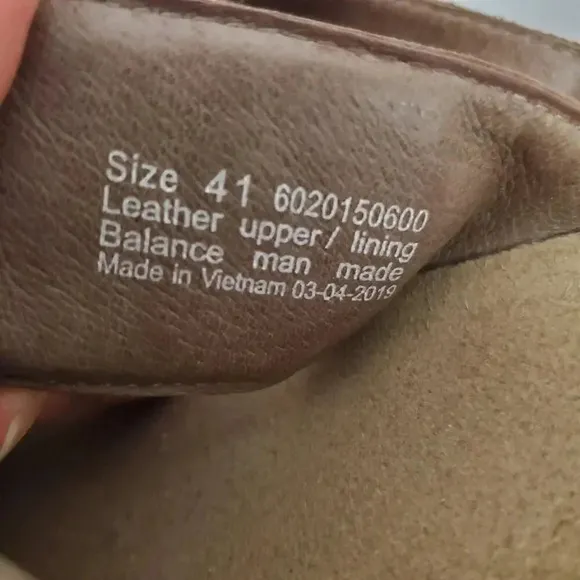 Size 41 6020150600
Leather upper/ lining
Balance man made
Made in Vietnam 03-04-2019